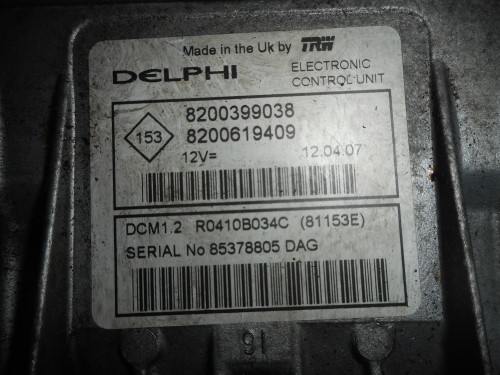 Made in the Uk by TRW
DELPHI
ELECTRONIC
CONTROL UNIT
153
8200399038
8200619409
12V= 12.04.07
DCM1.2 R0410B034C (81153E)
SERIAL No 85378805 DAG
91